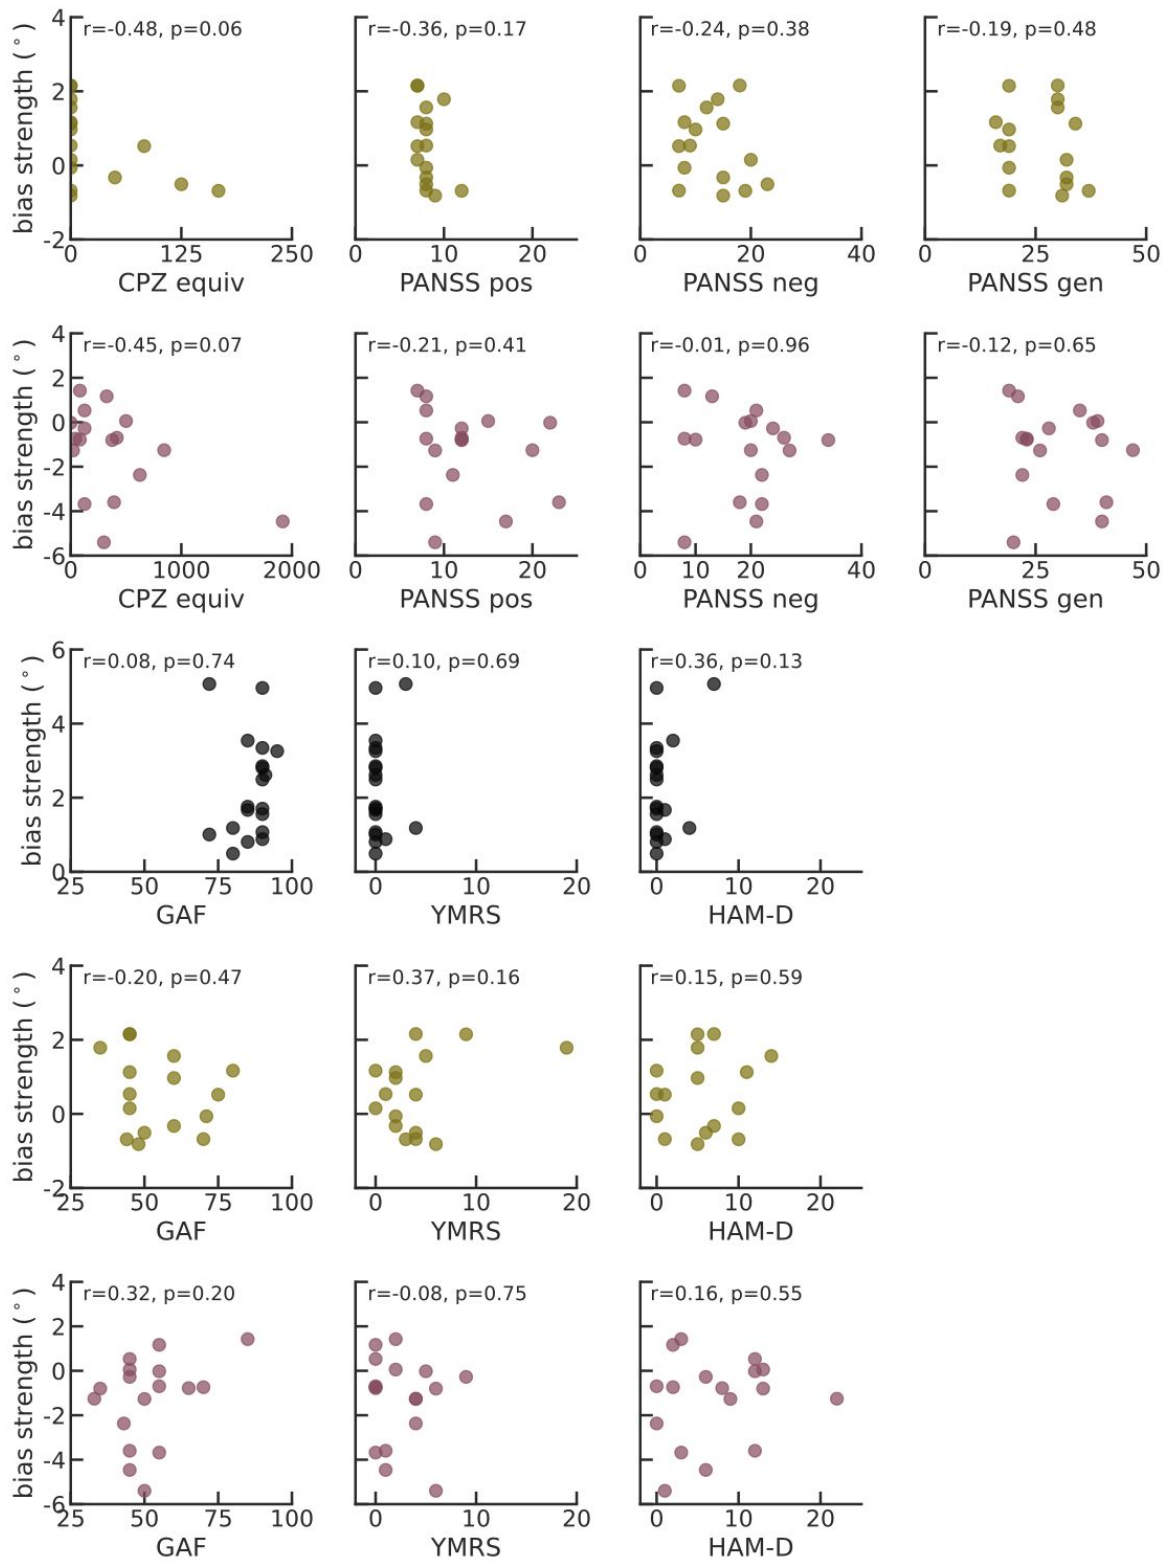 r=-0.48, p=0.06
r=-0.36, p=0.17
r=-0.24, p=0.38
r=-0.19, p=0.48
bias strength (°)
4
2
0
-2
0 125 250
0 10 20
0 20 40
0 25 50
CPZ equiv
PANSS pos
PANSS neg
PANSS gen
r=-0.45, p=0.07
r=-0.21, p=0.41
r=-0.01, p=0.96
r=-0.12, p=0.65
bias strength (°)
4
2
0
-2
-4
-6
0 1000 2000
0 10 20
0 10 20 40
0 25 50
CPZ equiv
PANSS pos
PANSS neg
PANSS gen
r=0.08, p=0.74
r=0.10, p=0.69
r=0.36, p=0.13
bias strength (°)
6
4
2
0
25 50 75 100
0 10 20
0 10 20
GAF
YMRS
HAM-D
r=-0.20, p=0.47
r=0.37, p=0.16
r=0.15, p=0.59
bias strength (°)
4
2
0
-2
25 50 75 100
0 10 20
0 10 20
GAF
YMRS
HAM-D
r=0.32, p=0.20
r=-0.08, p=0.75
r=0.16, p=0.55
bias strength (°)
4
2
0
-2
-4
-6
25 50 75 100
0 10 20
0 10 20
GAF
YMRS
HAM-D